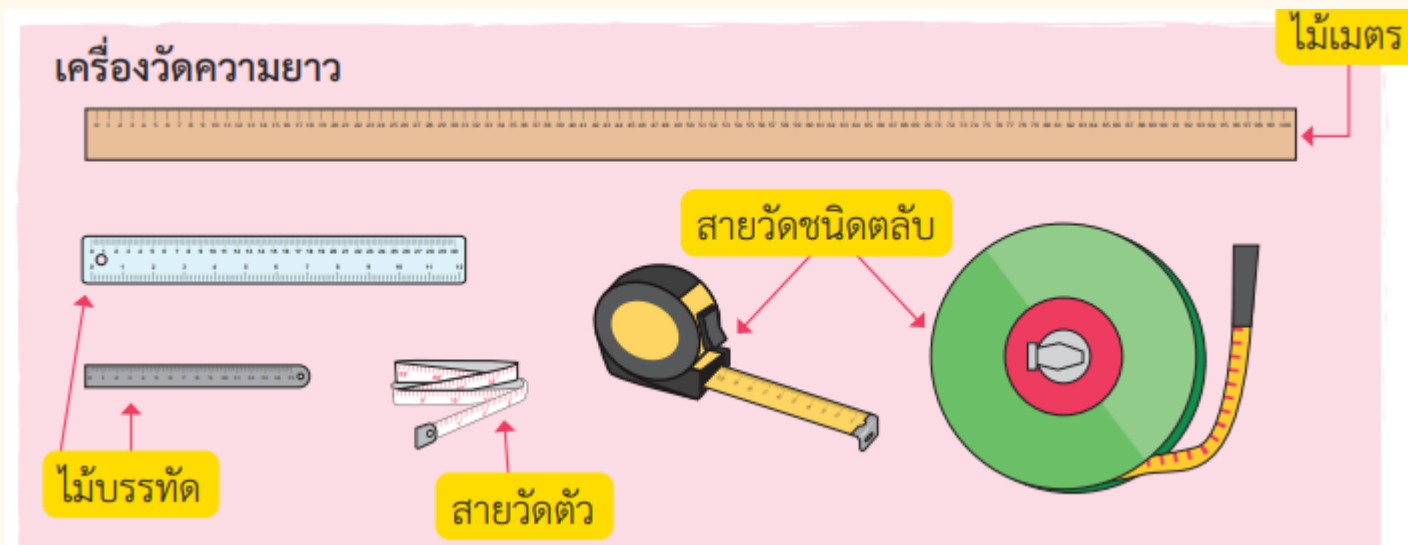 ไม้เมตร
เครื่องวัดความยาว
สายวัดชนิดตลับ
ไม้บรรทัด
สายวัดตัว